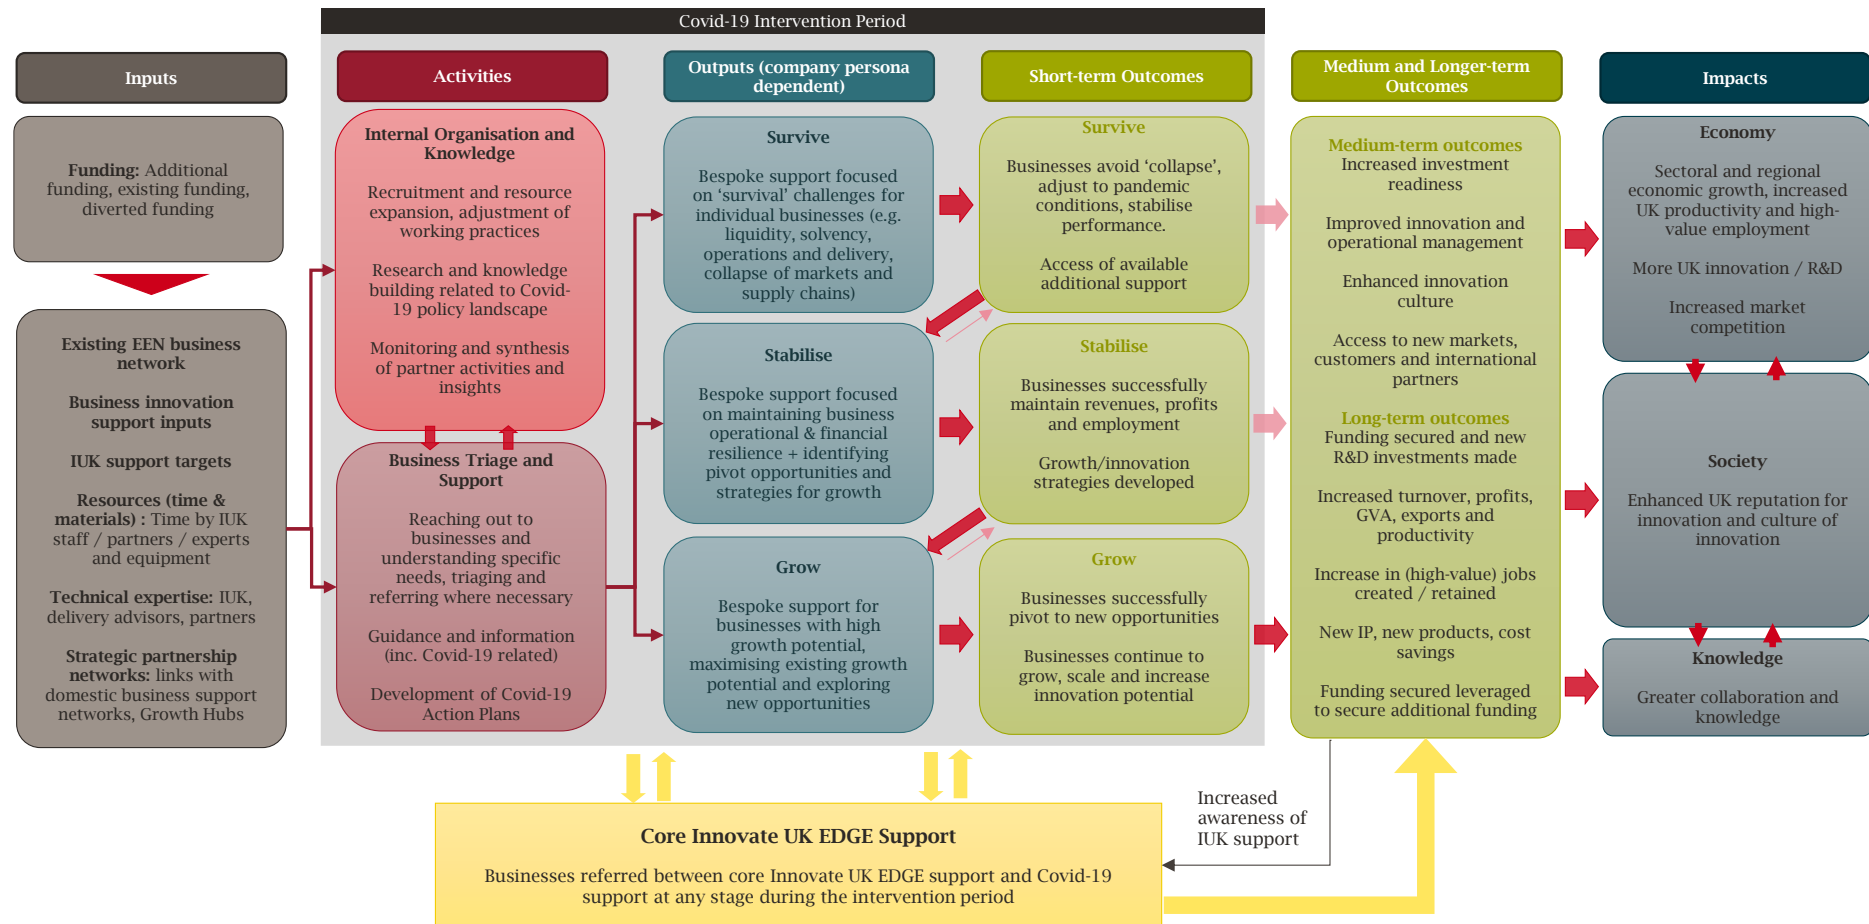 Covid-19 Intervention Period
Inputs
Funding: Additional
funding, existing funding,
diverted funding
Existing EEN business
network
Business innovation
support inputs
IUK support targets
Resources (time &
materials) : Time by IUK
staff / partners / experts
and equipment
Technical expertise: IUK,
delivery advisors, partners
Strategic partnership
networks: links with
domestic business support
networks, Growth Hubs
Activities
Internal Organisation and
Knowledge
Recruitment and resource
expansion, adjustment of
working practices
Research and knowledge
building related to Covid-
19 policy landscape
Monitoring and synthesis
of partner activities and
insights
Business Triage and
Support
Reaching out to
businesses and
understanding specific
needs, triaging and
referring where necessary
Guidance and information
(inc. Covid-19 related)
Development of Covid-19
Action Plans
Outputs (company persona
dependent)
Survive
Bespoke support focused
on ‘survival’ challenges for
individual businesses (e.g.
liquidity, solvency,
operations and delivery,
collapse of markets and
supply chains)
Stabilise
Bespoke support focused
on maintaining business
operational & financial
resilience + identifying
pivot opportunities and
strategies for growth
Grow
Bespoke support for
businesses with high
growth potential,
maximising existing growth
potential and exploring
new opportunities
Short-term Outcomes
Survive
Businesses avoid ‘collapse’,
adjust to pandemic
conditions, stabilise
performance.
Access of available
additional support
Stabilise
Businesses successfully
maintain revenues, profits
and employment
Growth/innovation
strategies developed
Grow
Businesses successfully
pivot to new opportunities
Businesses continue to
grow, scale and increase
innovation potential
Medium and Longer-term
Outcomes
Medium-term outcomes
Increased investment
readiness
Improved innovation and
operational management
Enhanced innovation
culture
Access to new markets,
customers and international
partners
Long-term outcomes
Funding secured and new
R&D investments made
Increased turnover, profits,
GVA, exports and
productivity
Increase in (high-value) jobs
created / retained
New IP, new products, cost
savings
Funding secured leveraged
to secure additional funding
Impacts
Economy
Sectoral and regional
economic growth, increased
UK productivity and high-
value employment
More UK innovation / R&D
Increased market
competition
Society
Enhanced UK reputation for
innovation and culture of
innovation
Knowledge
Greater collaboration and
knowledge
Increased
awareness of
IUK support
Core Innovate UK EDGE Support
Businesses referred between core Innovate UK EDGE support and Covid-19
support at any stage during the intervention period